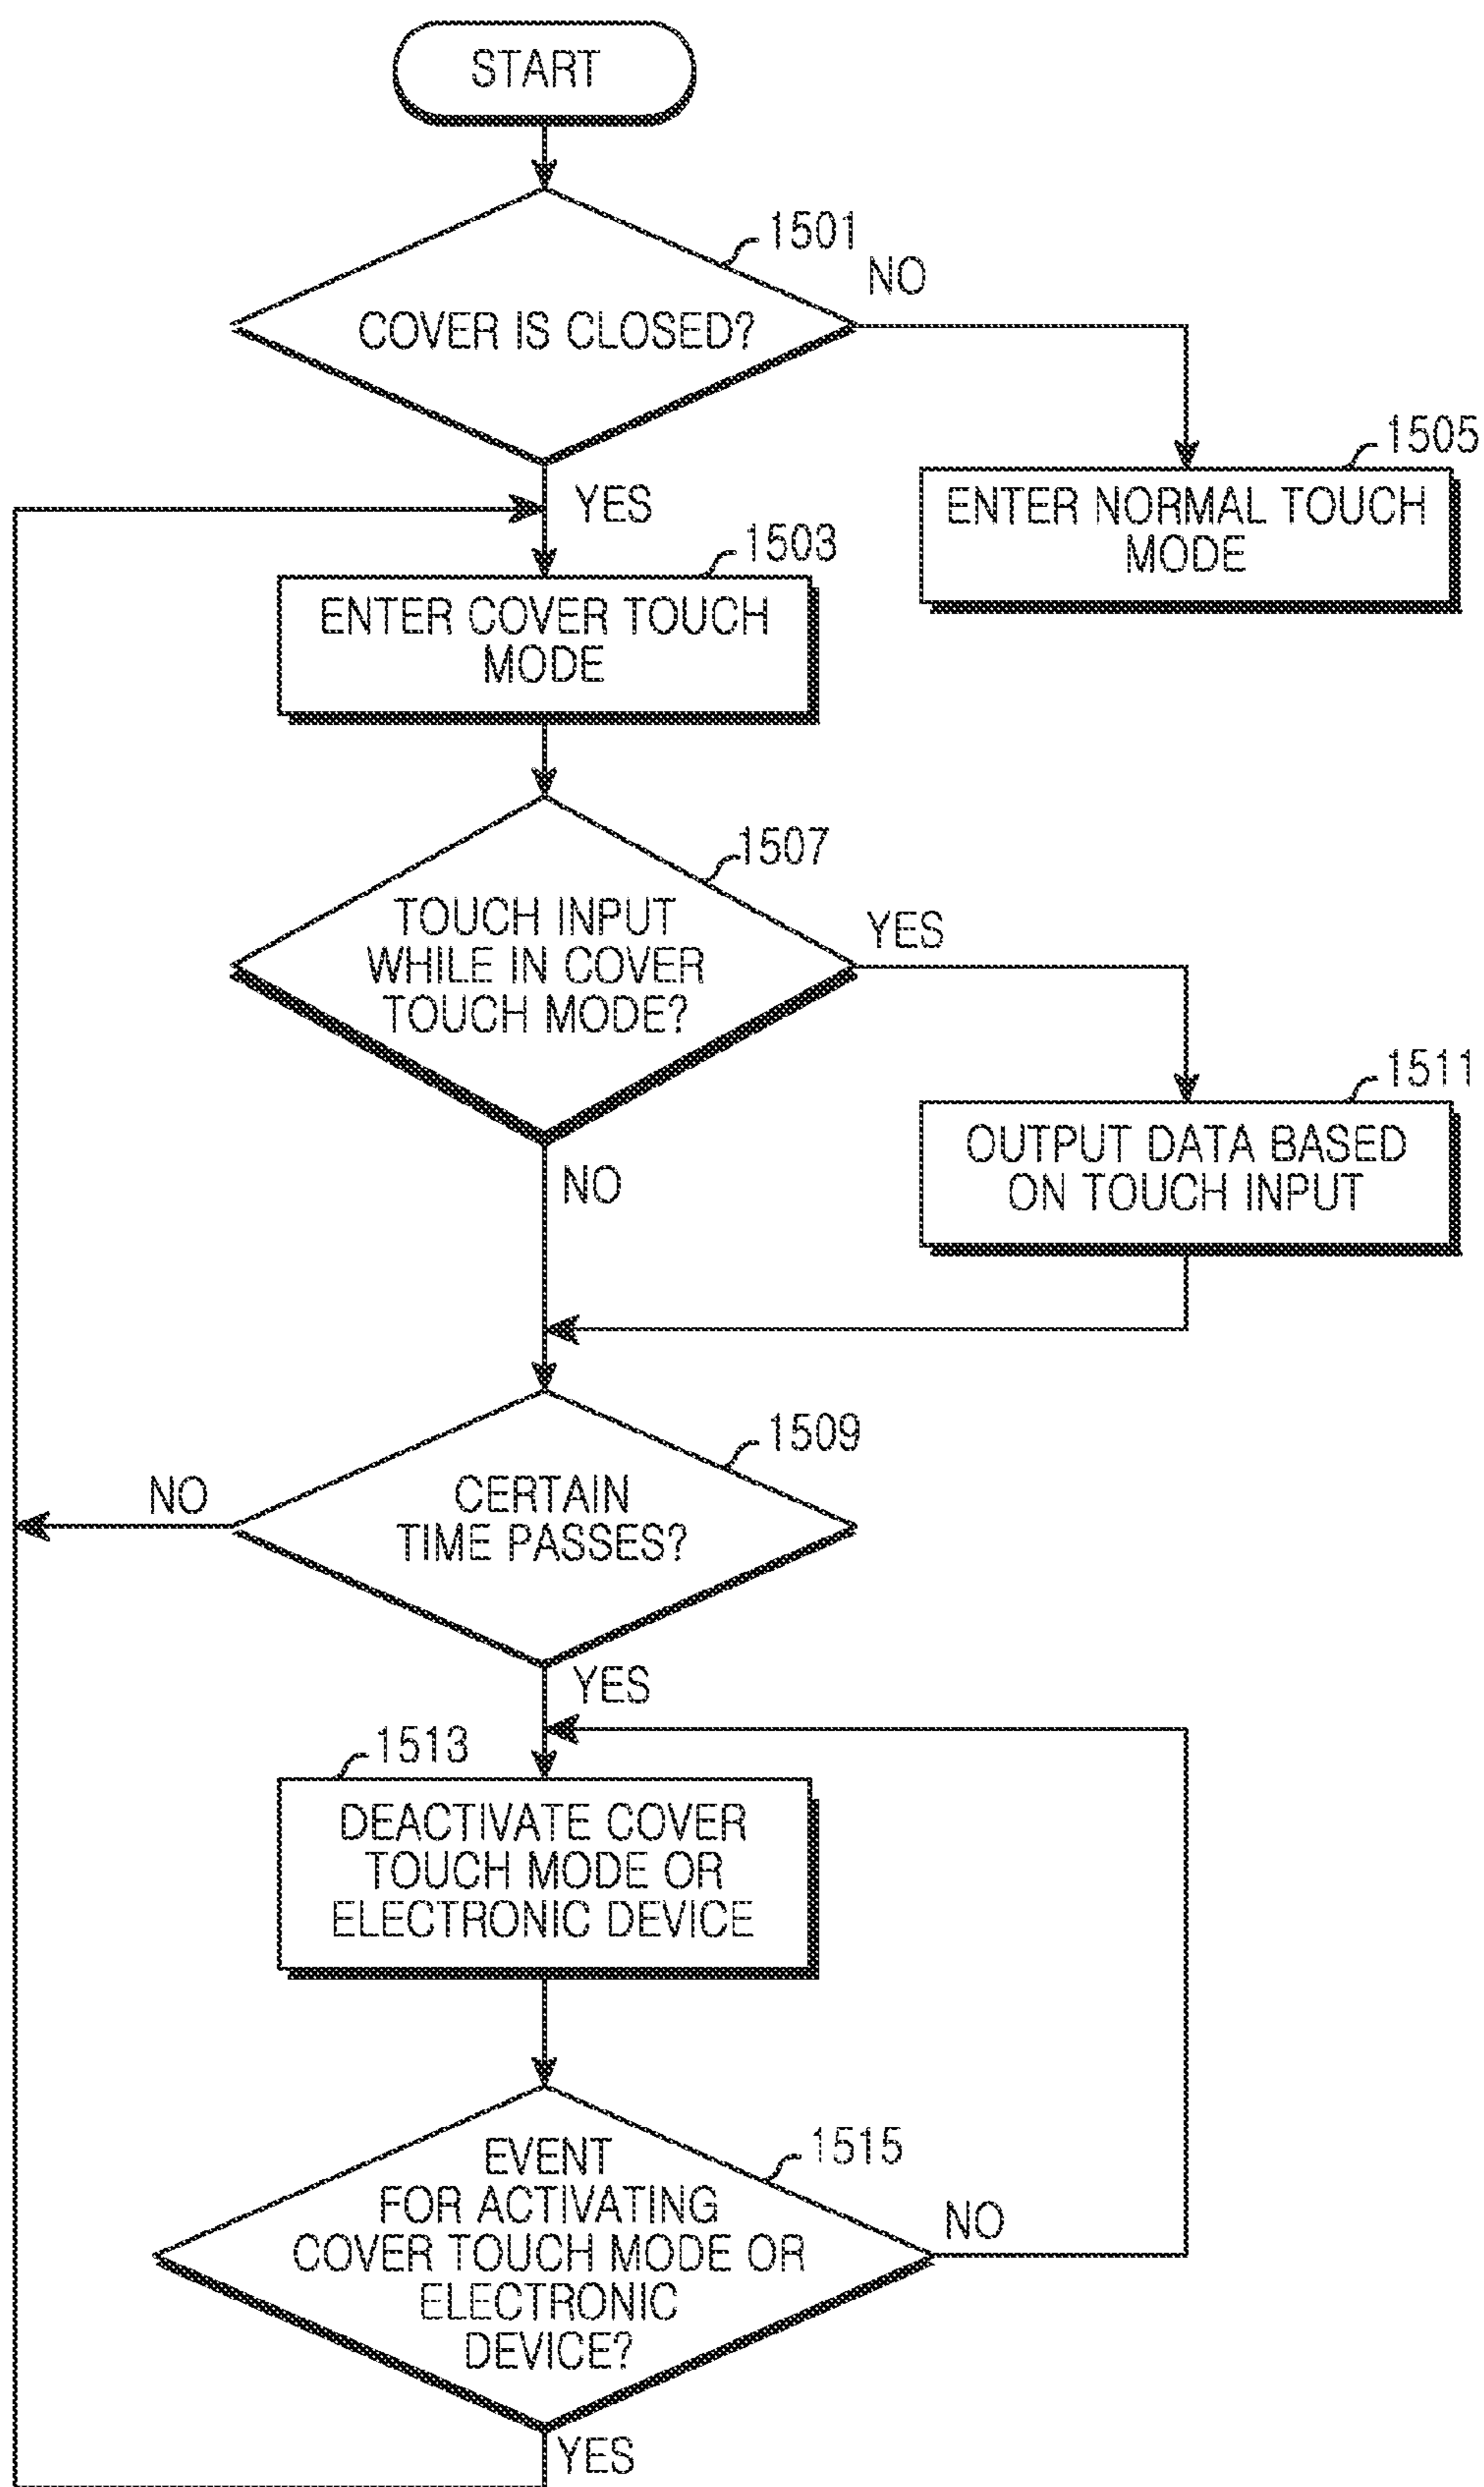 START
1501
NO
COVER IS CLOSED?
1505
YES
ENTER NORMAL TOUCH
MODE
1503
ENTER COVER TOUCH
MODE
1507
TOUCH INPUT
WHILE IN COVER
TOUCH MODE?
YES
1511
OUTPUT DATA BASED
ON TOUCH INPUT
NO
1509
NO
CERTAIN
TIME PASSES?
YES
1513
DEACTIVATE COVER
TOUCH MODE OR
ELECTRONIC DEVICE
1515
EVENT
FOR ACTIVATING
COVER TOUCH MODE OR
ELECTRONIC
DEVICE?
NO
YES